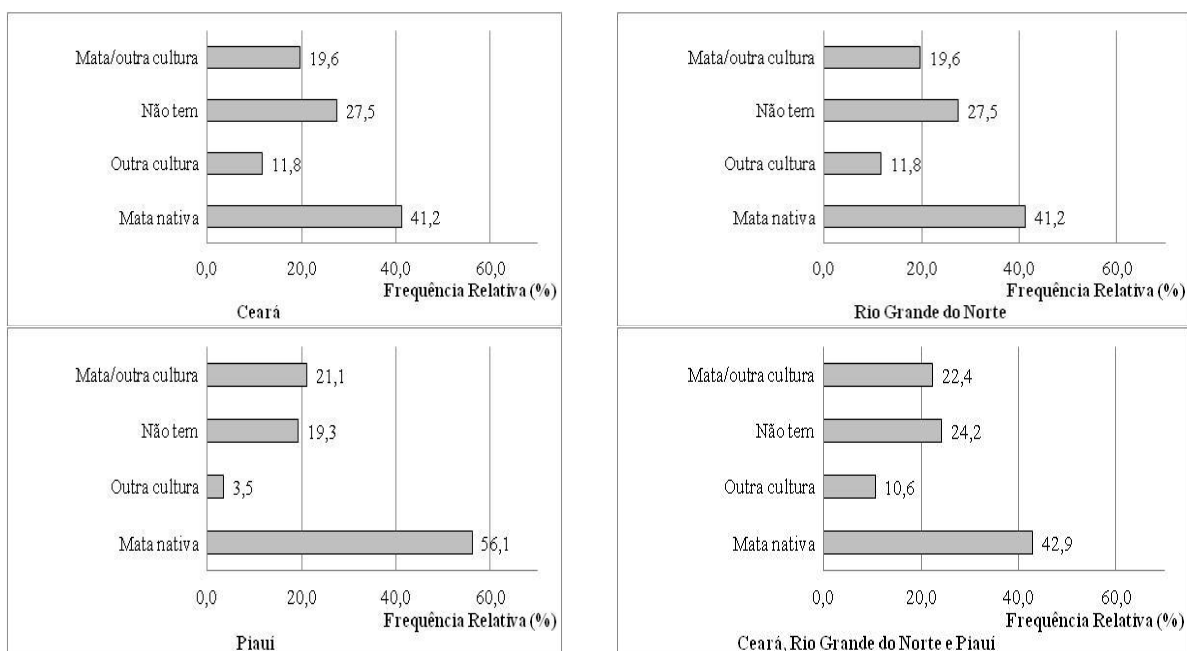 Mata/outra cultura 19,6
Não tem 27,5
Outra cultura 11,8
Mata nativa 41,2
0,0 20,0 40,0 60,0
Frequência Relativa (%)
Ceará
Mata/outra cultura 19,6
Não tem 27,5
Outra cultura 11,8
Mata nativa 41,2
0,0 20,0 40,0 60,0
Frequência Relativa (%)
Rio Grande do Norte
Mata/outra cultura 21,1
Não tem 19,3
Outra cultura 3,5
Mata nativa 56,1
0,0 20,0 40,0 60,0
Frequência Relativa (%)
Piauí
Mata/outra cultura 22,4
Não tem 24,2
Outra cultura 10,6
Mata nativa 42,9
0,0 20,0 40,0 60,0
Frequência Relativa (%)
Ceará, Rio Grande do Norte e Piauí